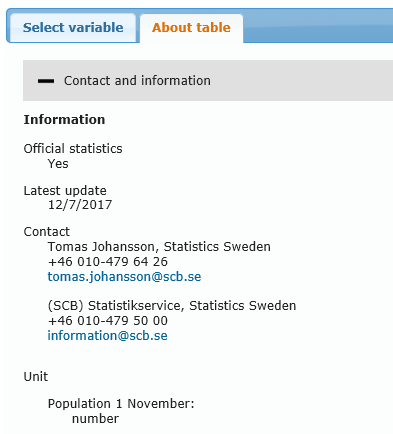 Select variable
About table
Contact and information
Information
Official statistics
Yes
Latest update
12/7/2017
Contact
Tomas Johansson, Statistics Sweden
+46 010-479 64 26
tomas.johansson@scb.se
(SCB) Statistikservice, Statistics Sweden
+46 010-479 50 00
information@scb.se
Unit
Population 1 November:
number